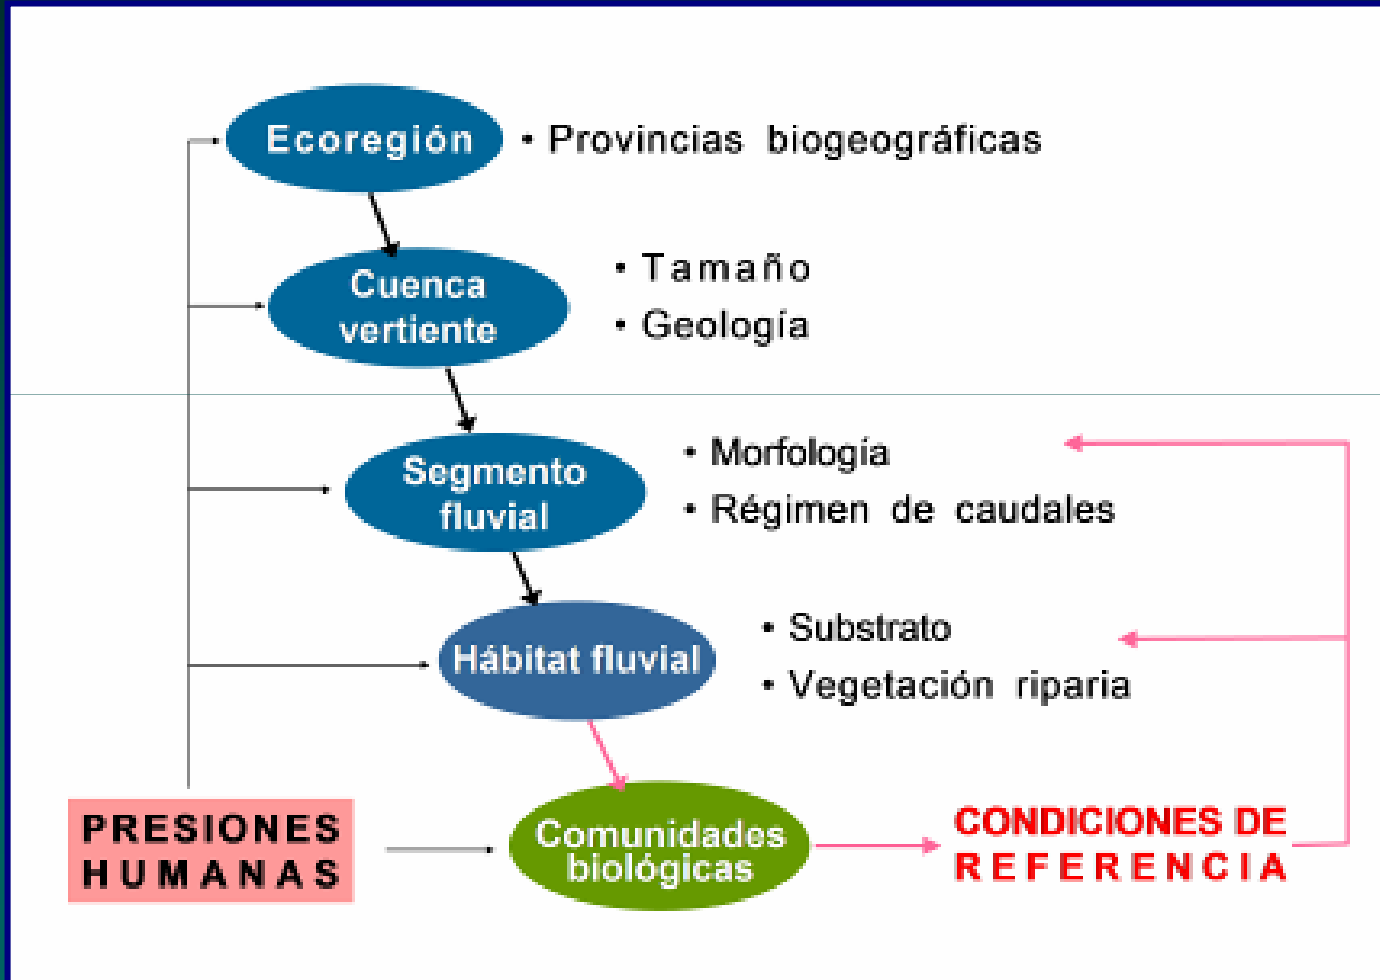 Ecoregión
• Provincias biogeográficas
Cuenca
vertiente
• Tamaño
• Geología
Segmento
fluvial
• Morfología
• Régimen de caudales
Hábitat fluvial
• Substrato
• Vegetación riparia
PRESIONES
HUMANAS
Comunidades
biológicas
CONDICIONES DE
REFERENCIA